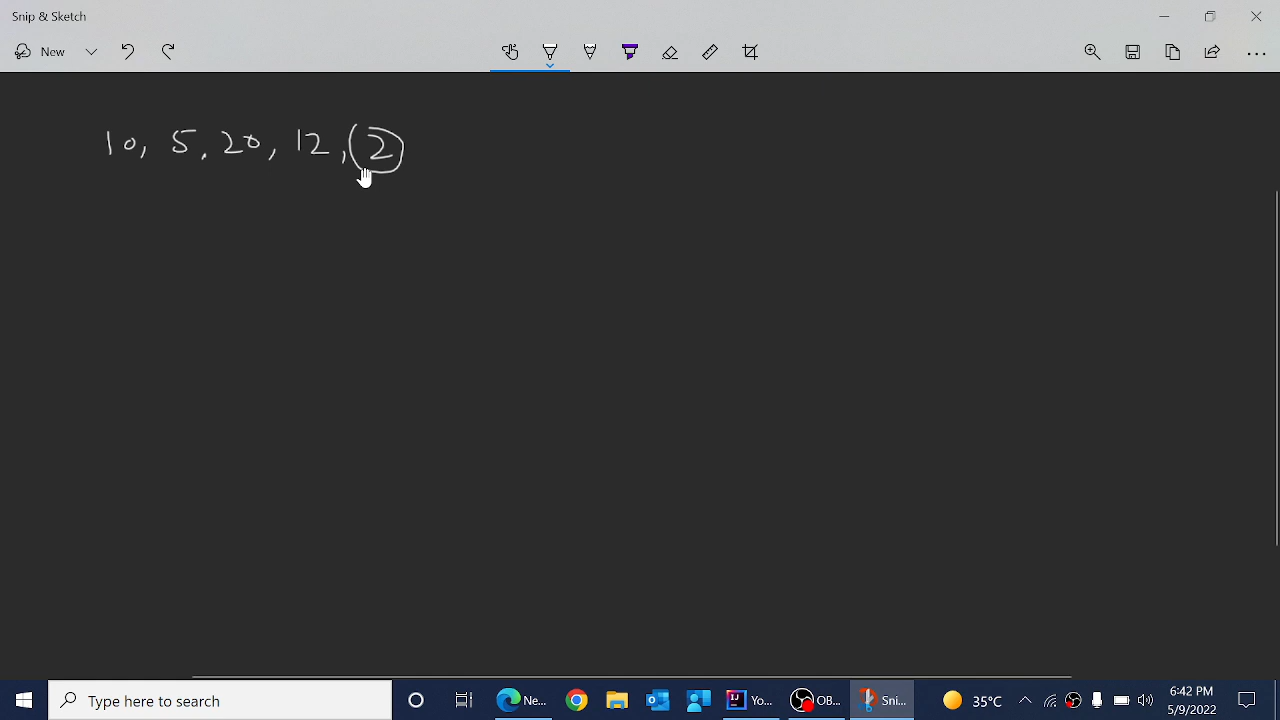 Snip & Sketch
New
10, 5, 20, 12, 2
Type here to search
Ne...
Yo...
OB...
Sni...
35°C
6:42 PM
5/9/2022